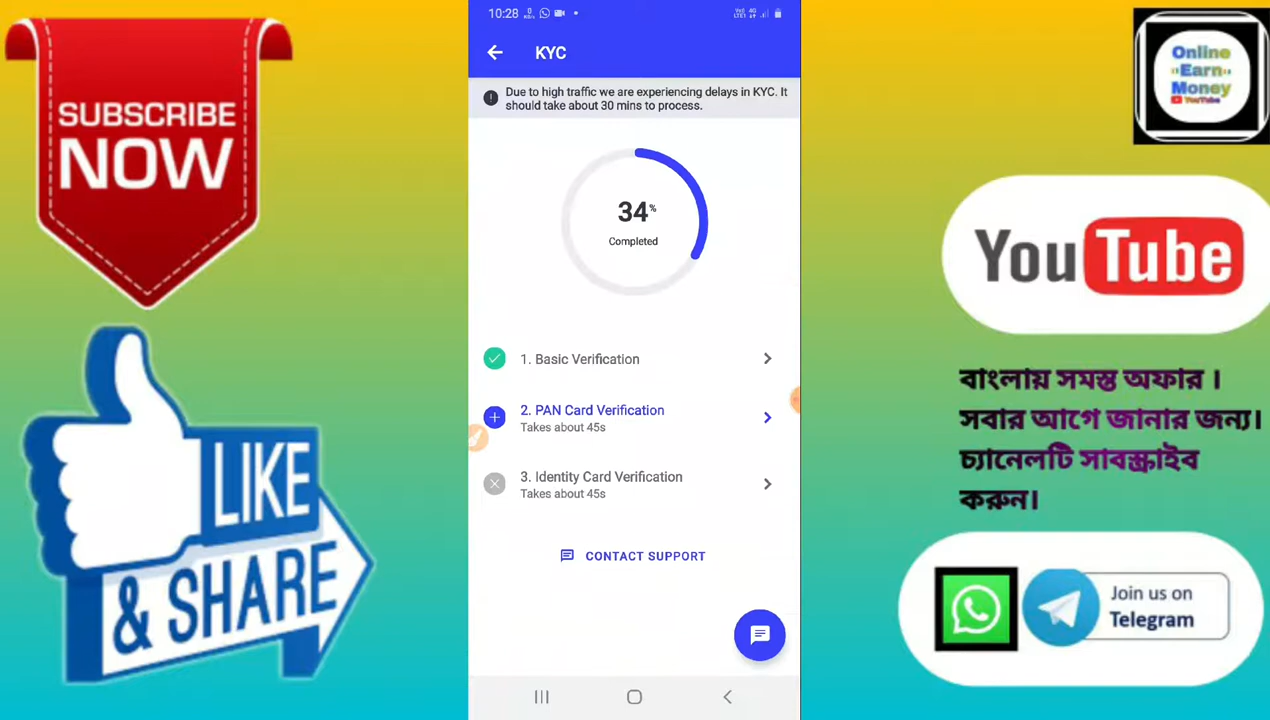 SUBSCRIBE
NOW
LIKE
& SHARE
10:28
KYC
Due to high traffic we are experiencing delays in KYC. It
should take about 30 mins to process.
34%
Completed
1. Basic Verification
2. PAN Card Verification
Takes about 45s
3. Identity Card Verification
Takes about 45s
CONTACT SUPPORT
Online
Earn
Money
YouTube
YouTube
বাংলায় সমস্ত অফার ।
সবার আগে জানার জন্য।
চ্যানেলটি সাবস্ক্রাইব
করুন।
Join us on
Telegram